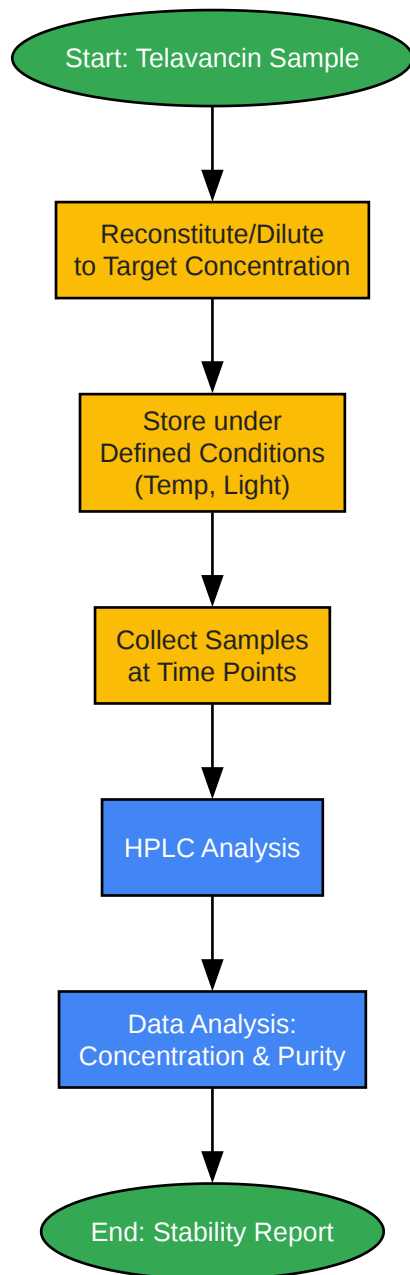 Start: Telavancin Sample
Reconstitute/Dilute
to Target Concentration
Store under
Defined Conditions
(Temp, Light)
Collect Samples
at Time Points
HPLC Analysis
Data Analysis:
Concentration & Purity
End: Stability Report